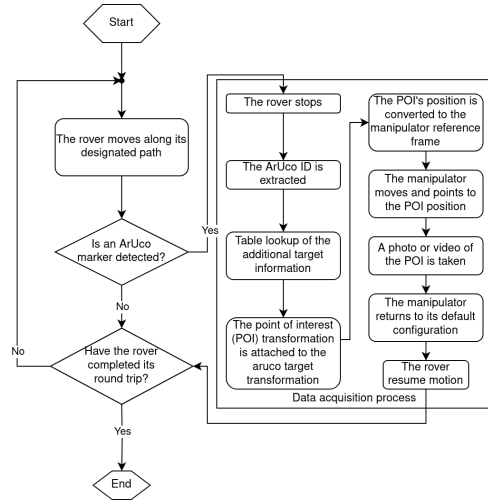 Start
The rover moves along its
designated path
Is an ArUco
marker detected?
Yes
No
Have the rover
completed its
round trip?
No
Yes
End
The rover stops
The ArUco ID is
extracted
Table lookup of the
additional target
information
The point of interest
(POI) transformation
is attached to the
aruco target
transformation
The POI's position is
converted to the
manipulator reference
frame
The manipulator
moves and points to
the POI position
A photo or video of
the POI is taken
The manipulator
returns to its default
configuration
The rover
resume motion
Data acquisition process